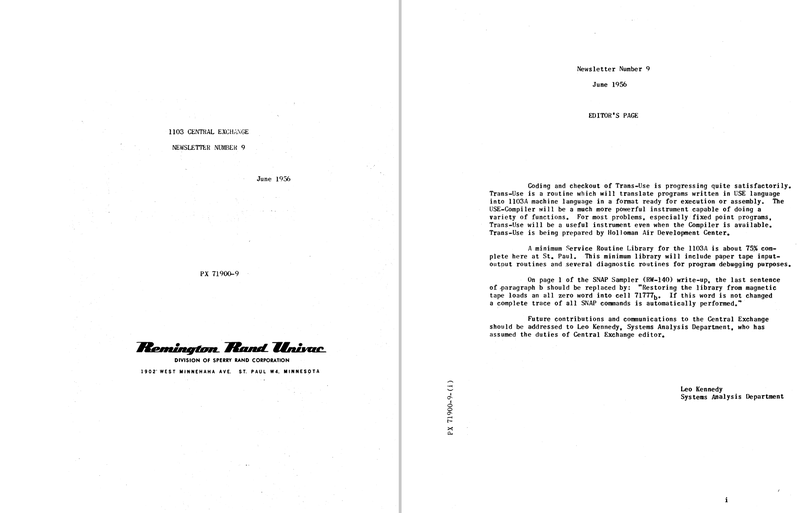 1103 CENTRAL EXCHANGE
NEWSLETTER NUMBER 9
June 1956
PX 71900-9
Remington Rand Univac
DIVISION OF SPERRY RAND CORPORATION
1902 WEST MINNEHAHA AVE. ST. PAUL W4, MINNESOTA
Newsletter Number 9
June 1956
EDITOR'S PAGE
Coding and checkout of Trans-Use is progressing quite satisfactorily.
Trans-Use is a routine which will translate programs written in USE language
into 1103A machine language in a format ready for execution or assembly. The
USE-Compiler will be a much more powerful instrument capable of doing a
variety of functions. For most problems, especially fixed point programs,
Trans-Use will be a useful instrument even when the Compiler is available.
Trans-Use is being prepared by Holloman Air Development Center.
A minimum Service Routine Library for the 1103A is about 75% com-
plete here at St. Paul. This minimum library will include paper tape input-
output routines and several diagnostic routines for program debugging purposes.
On page 1 of the SNAP Sampler (RW-140) write-up, the last sentence
of paragraph b should be replaced by: "Restoring the library from magnetic
tape loads an all zero word into cell 71777b. If this word is not changed
a complete trace of all SNAP commands is automatically performed."
Future contributions and communications to the Central Exchange
should be addressed to Leo Kennedy, Systems Analysis Department, who has
assumed the duties of Central Exchange editor.
Leo Kennedy
Systems Analysis Department
PX 71900-9-(i)
i